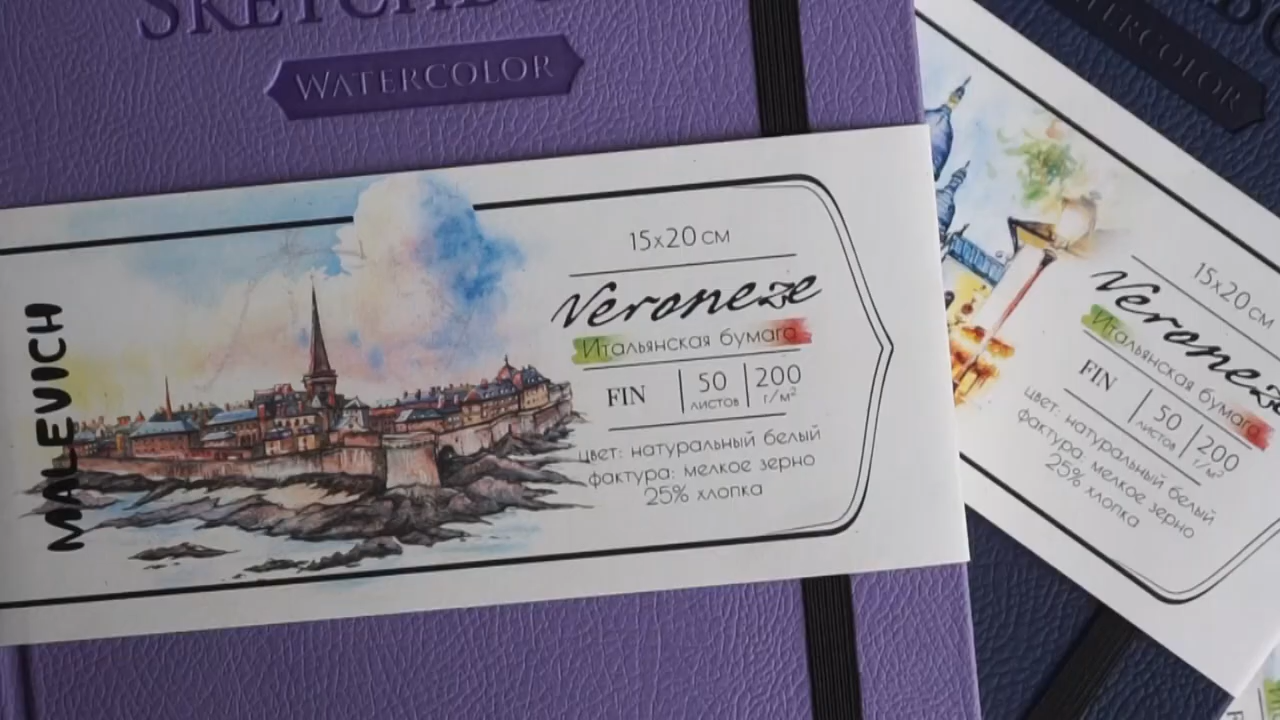 WATERCOLOR
MALEVICH
15x20 см
Veroneze
Итальянская бумага
FIN
50
листов
200
г/м²
цвет: натуральный белый
фактура: мелкое зерно
25% хлопка
15x20 см
Veroneze
Итальянская бумага
FIN
50
листов
200
г/м²
цвет: натуральный белый
фактура: мелкое зерно
25% хлопка